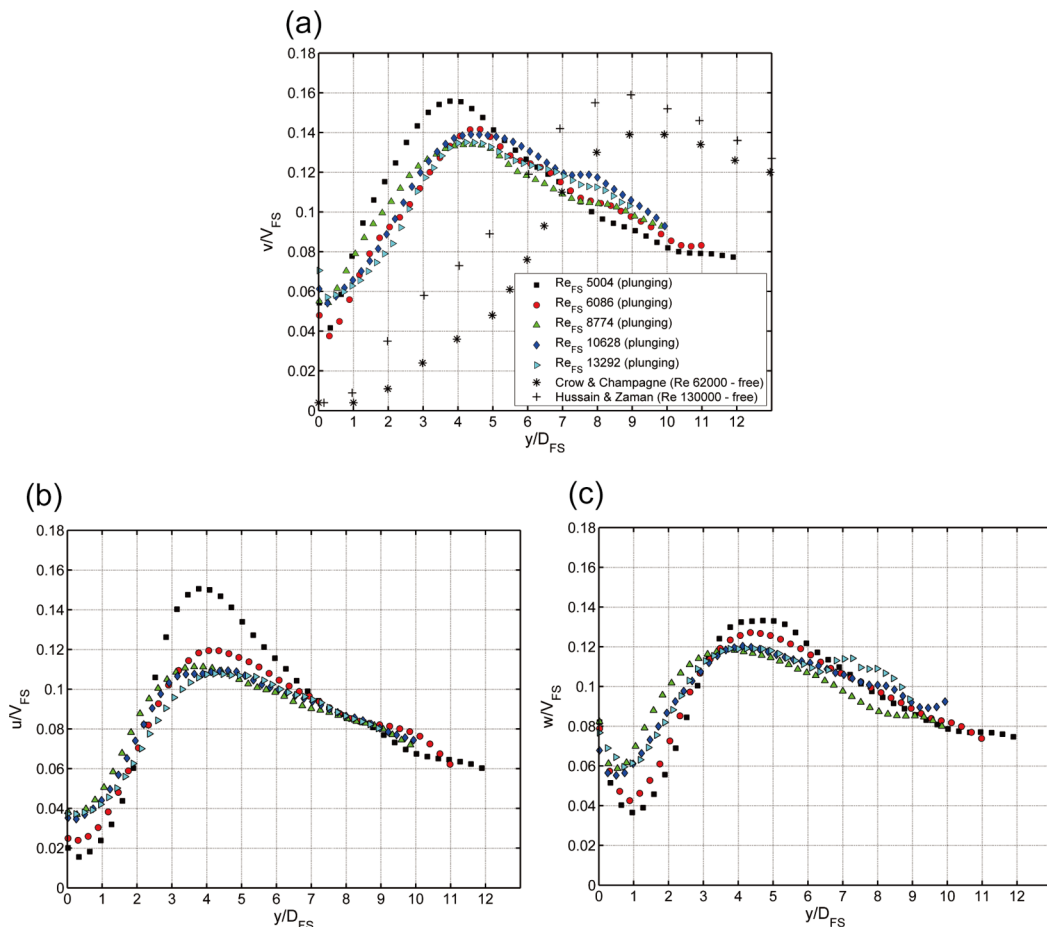 (a)
0.18
0.16
0.14
0.12
0.1
0.08
0.06
0.04
0.02
0
v/V_FS
0 1 2 3 4 5 6 7 8 9 10 11 12
y/D_FS
Re_FS 5004 (plunging)
Re_FS 6086 (plunging)
Re_FS 8774 (plunging)
Re_FS 10628 (plunging)
Re_FS 13292 (plunging)
Crow & Champagne (Re 62000 - free)
Hussain & Zaman (Re 130000 - free)
(b)
0.18
0.16
0.14
0.12
0.1
0.08
0.06
0.04
0.02
0
u/V_FS
0 1 2 3 4 5 6 7 8 9 10 11 12
y/D_FS
(c)
0.18
0.16
0.14
0.12
0.1
0.08
0.06
0.04
0.02
0
w/V_FS
0 1 2 3 4 5 6 7 8 9 10 11 12
y/D_FS